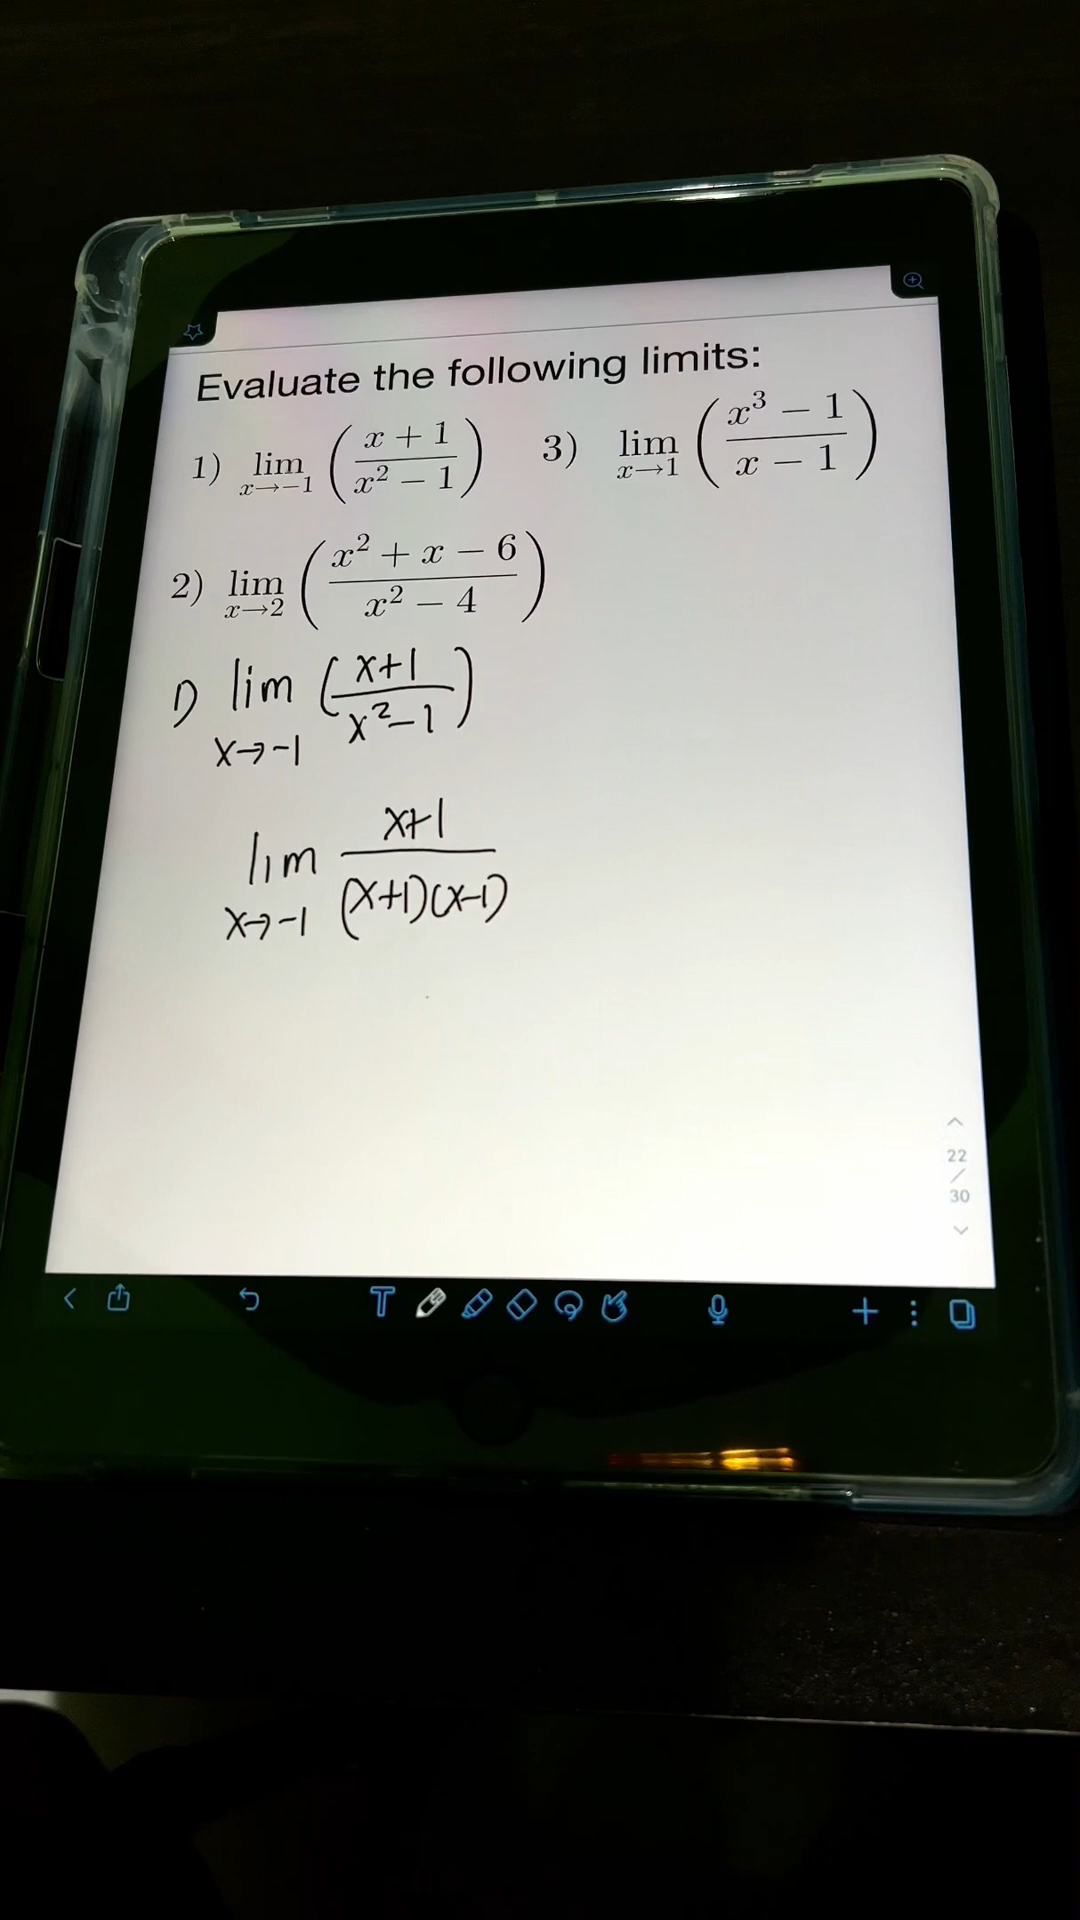 Evaluate the following limits:
1) lim x→−1 ( (x + 1) / (x² − 1) )
3) lim x→1 ( (x³ − 1) / (x − 1) )
2) lim x→2 ( (x² + x − 6) / (x² − 4) )
1) lim x→−1 ( (x+1) / (x²−1) )
lim x→−1 (x+1) / ((x+1)(x−1))
22
/
30
T